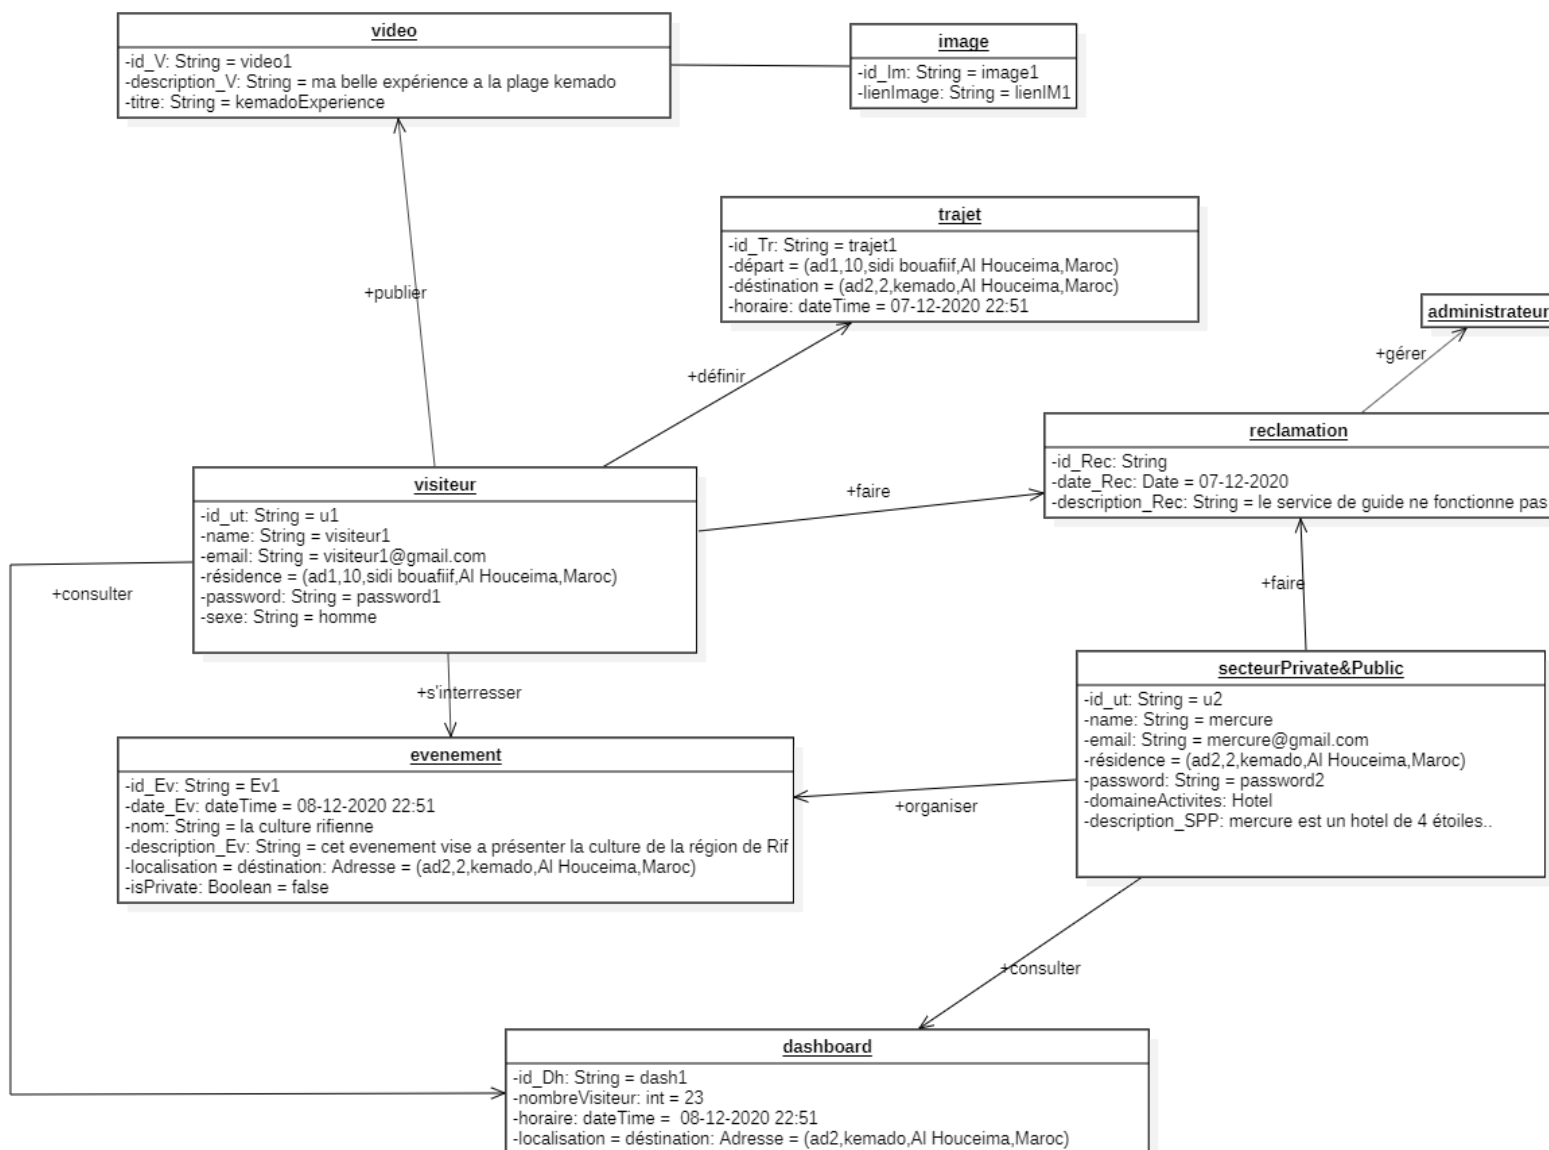 video
-id_V: String = video1
-description_V: String = ma belle expérience a la plage kemado
-titre: String = kemadoExperience
image
-id_Im: String = image1
-lienImage: String = lienIM1
trajet
-id_Tr: String = trajet1
-départ = (ad1,10,sidi bouafiif,Al Houceima,Maroc)
-déstination = (ad2,2,kemado,Al Houceima,Maroc)
-horaire: dateTime = 07-12-2020 22:51
+publier
administrateur
+gérer
+définir
reclamation
-id_Rec: String
-date_Rec: Date = 07-12-2020
-description_Rec: String = le service de guide ne fonctionne pas
visiteur
-id_ut: String = u1
-name: String = visiteur1
-email: String = visiteur1@gmail.com
-résidence = (ad1,10,sidi bouafiif,Al Houceima,Maroc)
-password: String = password1
-sexe: String = homme
+faire
+consulter
+faire
+s'interresser
secteurPrivate&Public
-id_ut: String = u2
-name: String = mercure
-email: String = mercure@gmail.com
-résidence = (ad2,2,kemado,Al Houceima,Maroc)
-password: String = password2
-domaineActivites: Hotel
-description_SPP: mercure est un hotel de 4 étoiles..
evenement
-id_Ev: String = Ev1
-date_Ev: dateTime = 08-12-2020 22:51
-nom: String = la culture rifienne
-description_Ev: String = cet evenement vise a présenter la culture de la région de Rif
-localisation = déstination: Adresse = (ad2,2,kemado,Al Houceima,Maroc)
-isPrivate: Boolean = false
+organiser
+consulter
dashboard
-id_Dh: String = dash1
-nombreVisiteur: int = 23
-horaire: dateTime =  08-12-2020 22:51
-localisation = déstination: Adresse = (ad2,kemado,Al Houceima,Maroc)